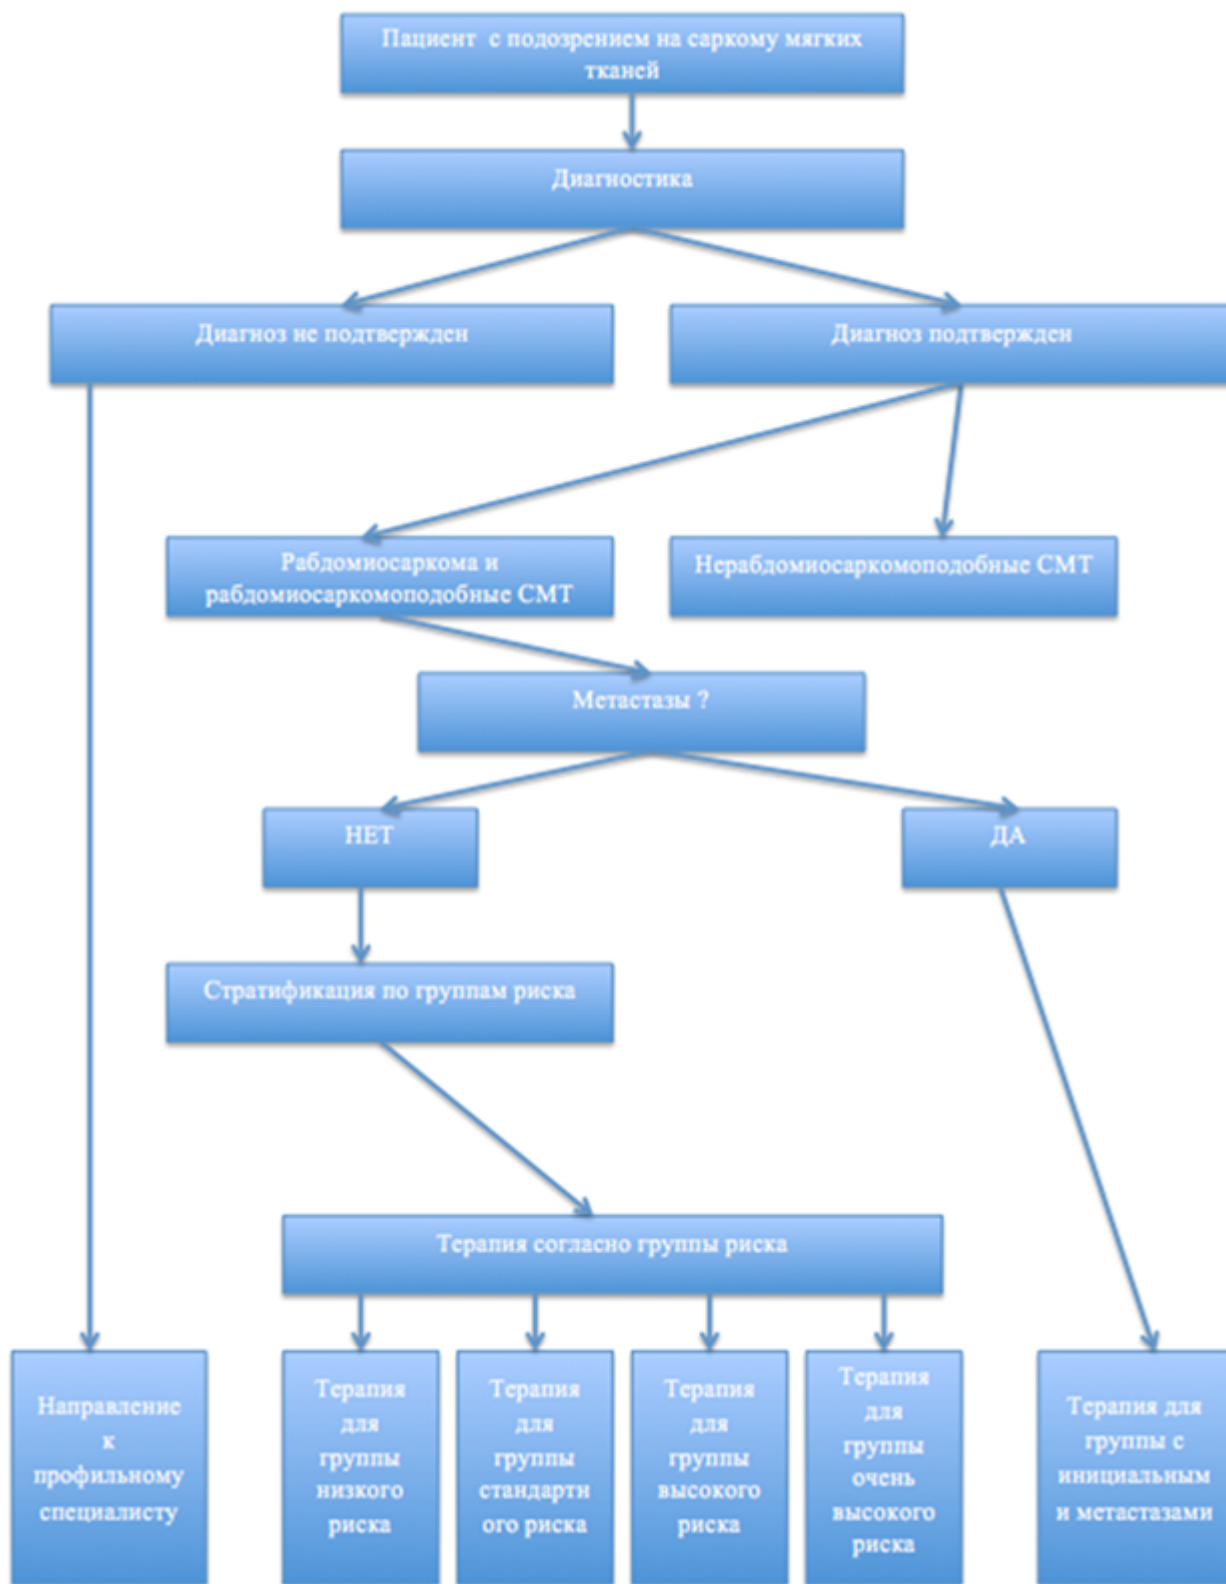 Пациент с подозрением на саркому мягких
тканей
Диагностика
Диагноз не подтвержден
Диагноз подтвержден
Рабдомиосаркома и
рабдомиосаркомоподобные СМТ
Нерабдомиосаркомоподобные СМТ
Метастазы ?
НЕТ
ДА
Стратификация по группам риска
Терапия согласно группы риска
Направление
к
профильному
специалисту
Терапия
для
группы
низкого
риска
Терапия
для
группы
стандартн
ого риска
Терапия
для
группы
высокого
риска
Терапия
для
группы
очень
высокого
риска
Терапия для
группы с
инициальным
и метастазами